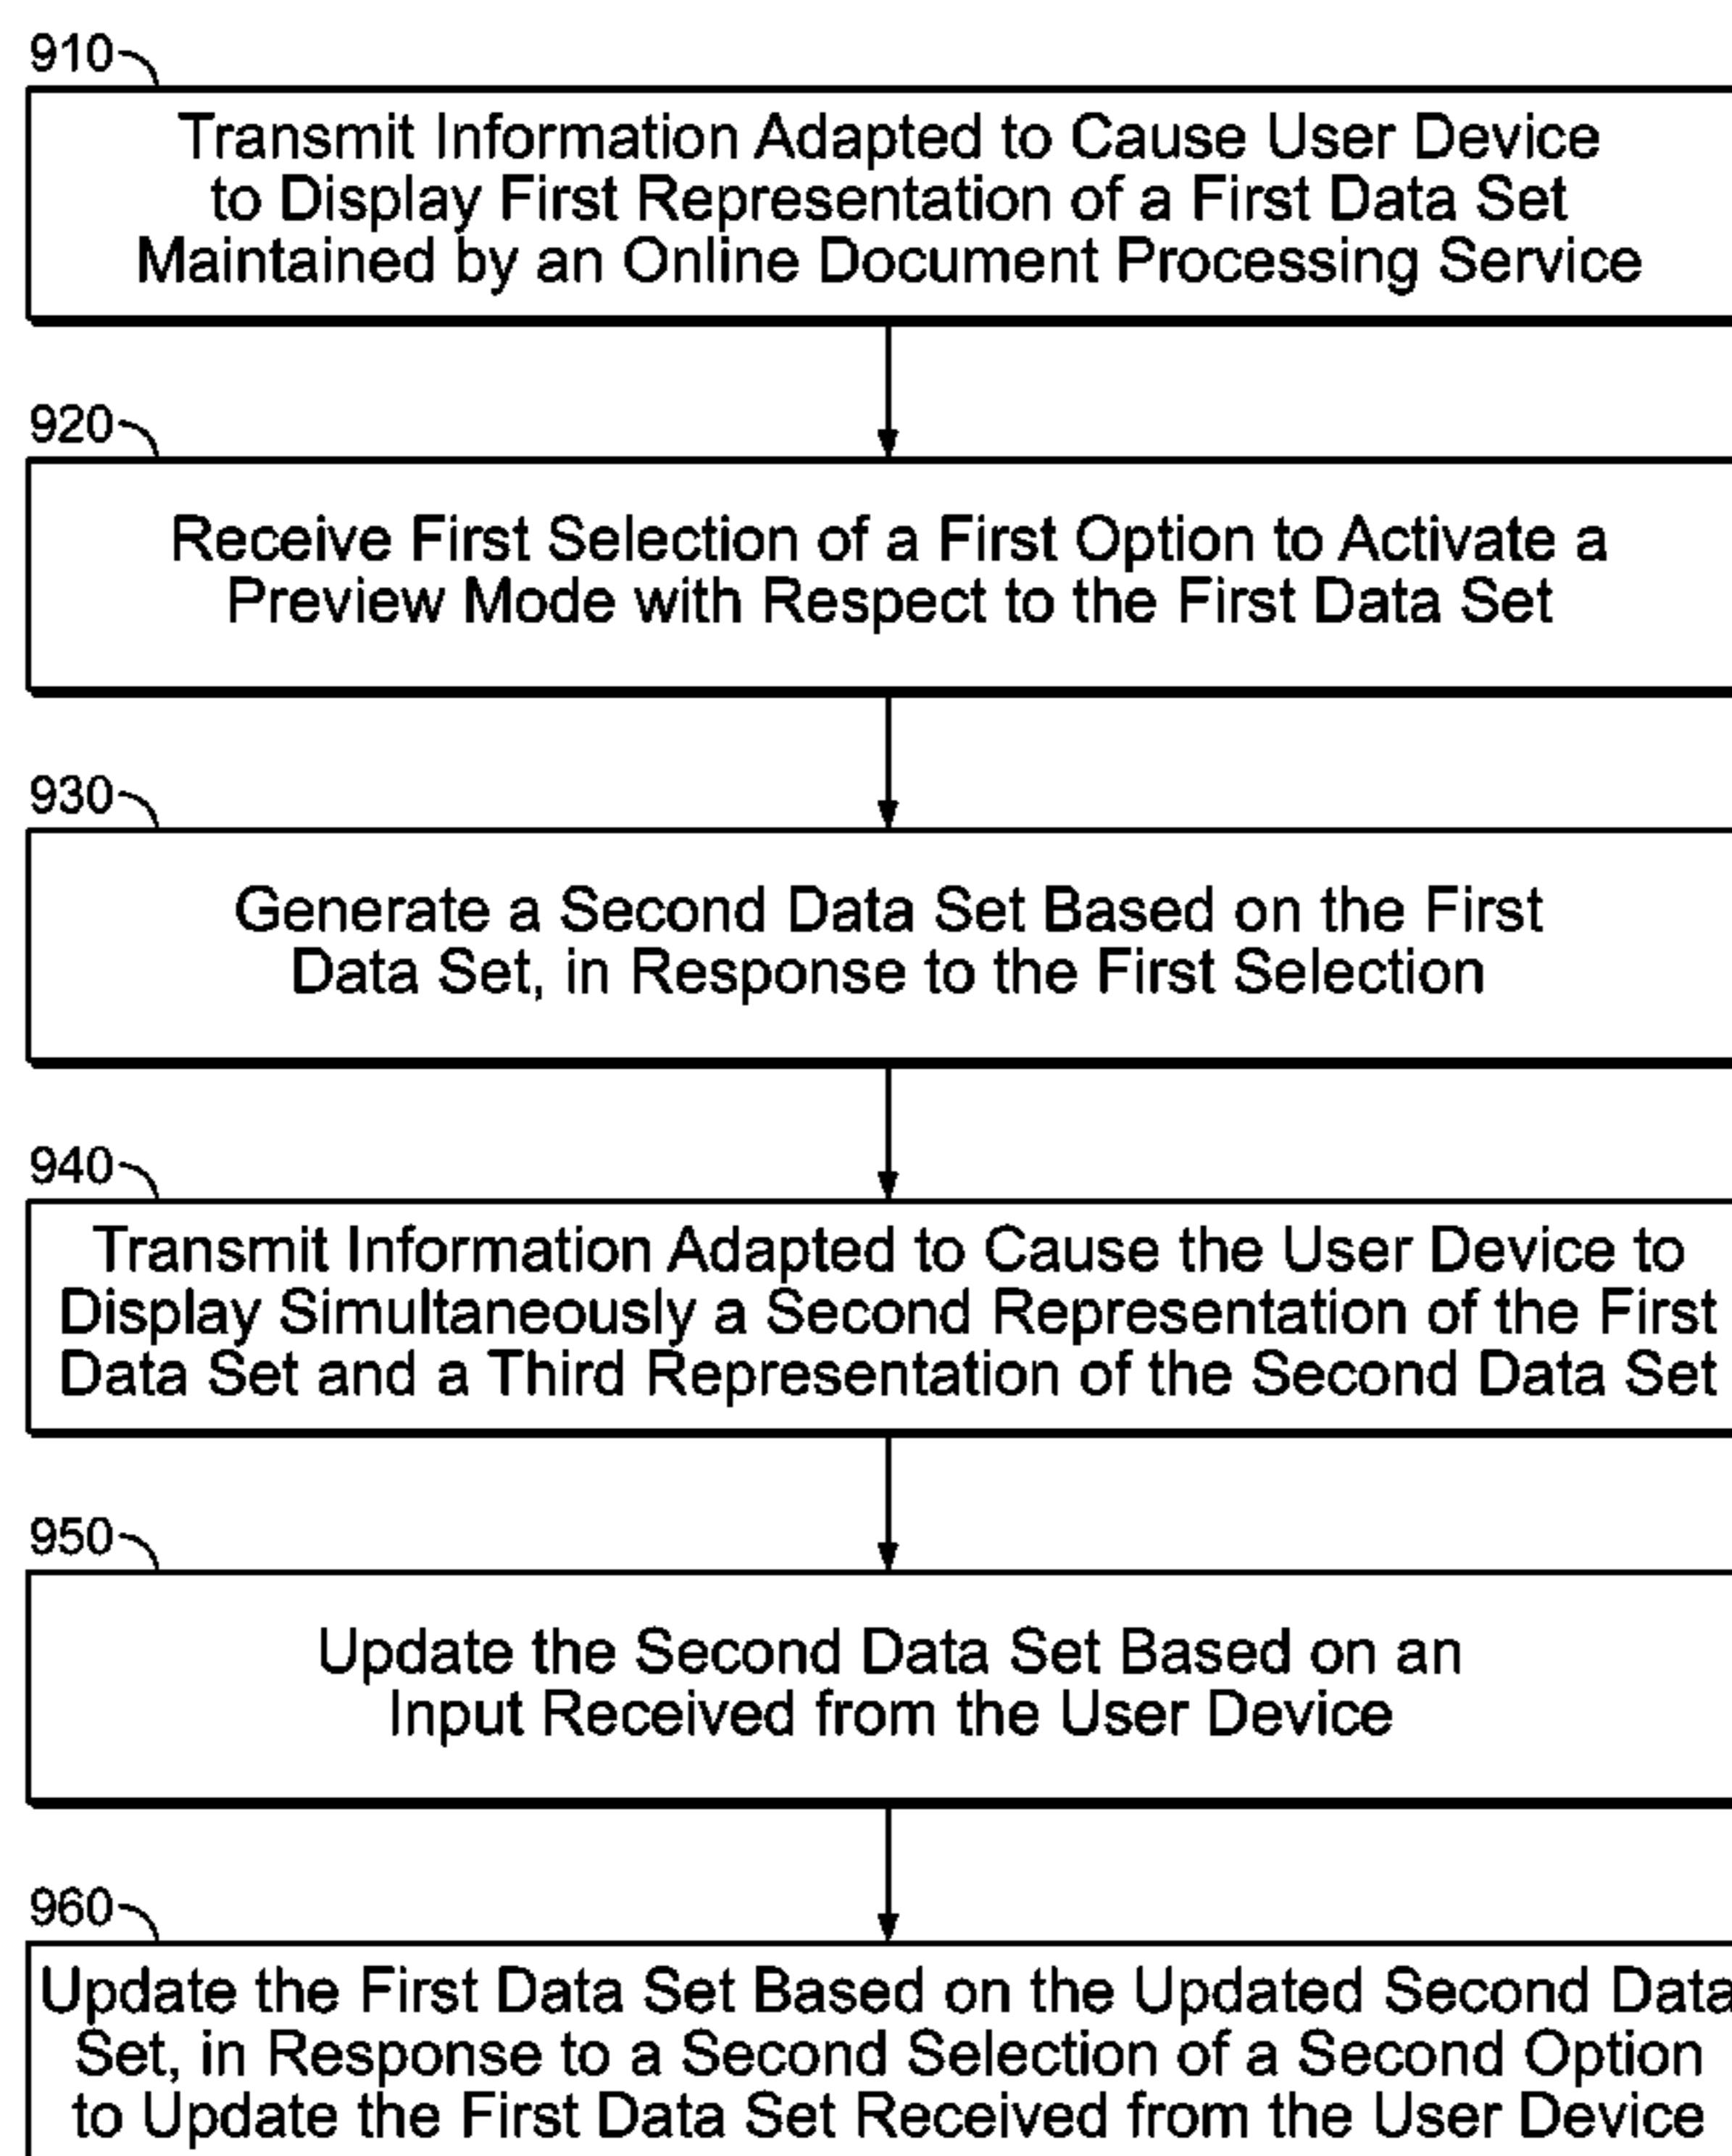 910
Transmit Information Adapted to Cause User Device
to Display First Representation of a First Data Set
Maintained by an Online Document Processing Service
920
Receive First Selection of a First Option to Activate a
Preview Mode with Respect to the First Data Set
930
Generate a Second Data Set Based on the First
Data Set, in Response to the First Selection
940
Transmit Information Adapted to Cause the User Device to
Display Simultaneously a Second Representation of the First
Data Set and a Third Representation of the Second Data Set
950
Update the Second Data Set Based on an
Input Received from the User Device
960
Update the First Data Set Based on the Updated Second Data
Set, in Response to a Second Selection of a Second Option
to Update the First Data Set Received from the User Device